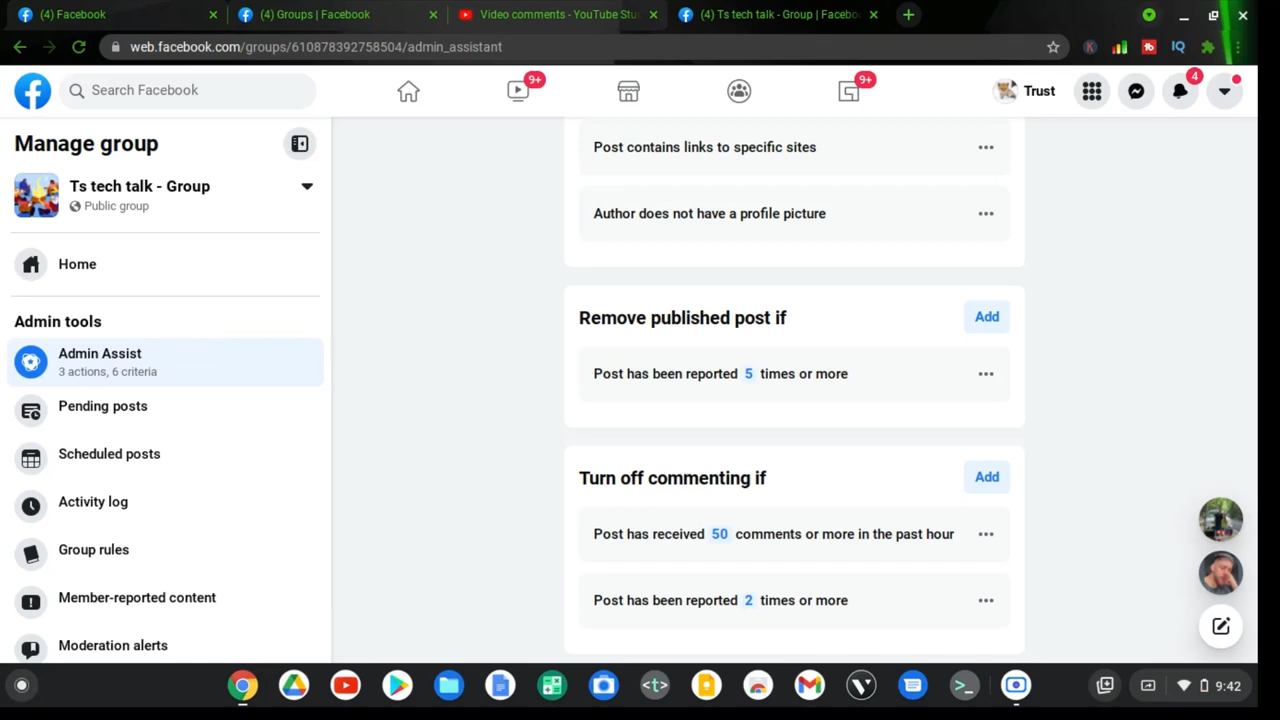 (4) Facebook
(4) Groups | Facebook
Video comments - YouTube Stu
(4) Ts tech talk - Group | Facebo
web.facebook.com/groups/610878392758504/admin_assistant
IQ
Search Facebook
9+
9+
Trust
4
Manage group
Ts tech talk - Group
Public group
Home
Admin tools
Admin Assist
3 actions, 6 criteria
Pending posts
Scheduled posts
Activity log
Group rules
Member-reported content
Moderation alerts
Post contains links to specific sites
Author does not have a profile picture
Remove published post if
Add
Post has been reported 5 times or more
Turn off commenting if
Add
Post has received 50 comments or more in the past hour
Post has been reported 2 times or more
<t>
9:42